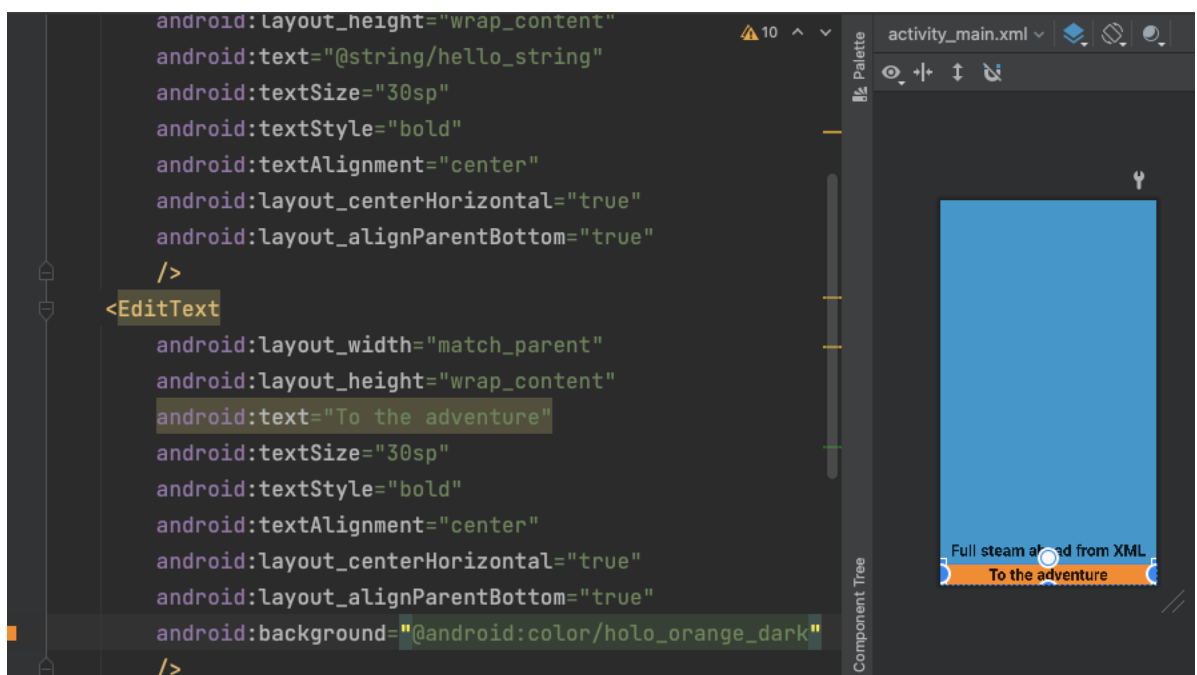 android:layout_height="wrap_content"
android:text="@string/hello_string"
android:textSize="30sp"
android:textStyle="bold"
android:textAlignment="center"
android:layout_centerHorizontal="true"
android:layout_alignParentBottom="true"
/>
<EditText
android:layout_width="match_parent"
android:layout_height="wrap_content"
android:text="To the adventure"
android:textSize="30sp"
android:textStyle="bold"
android:textAlignment="center"
android:layout_centerHorizontal="true"
android:layout_alignParentBottom="true"
android:background="@android:color/holo_orange_dark"
/>
10
Palette
Component Tree
activity_main.xml
Full steam ahead from XML
To the adventure